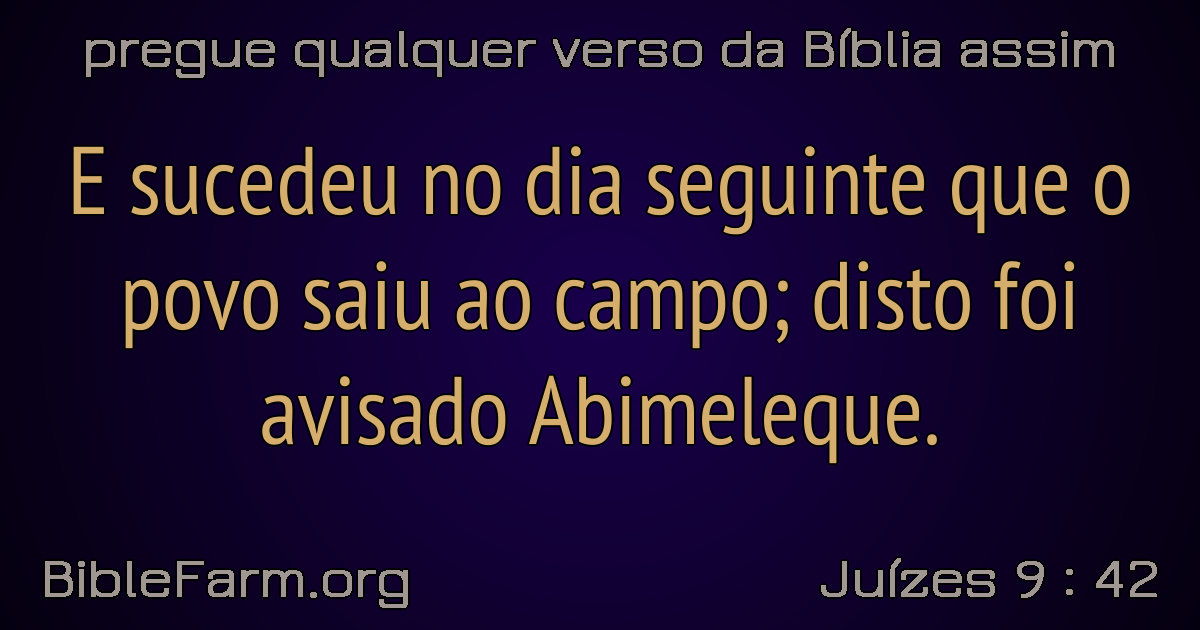 pregue qualquer verso da Bíblia assim
E sucedeu no dia seguinte que o
povo saiu ao campo; disto foi
avisado Abimeleque.
BibleFarm.org
Juízes 9 : 42